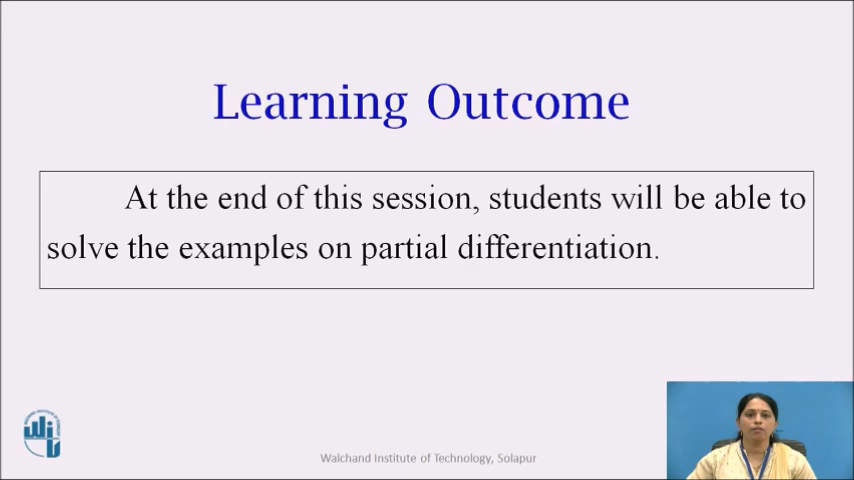 Learning Outcome
At the end of this session, students will be able to
solve the examples on partial differentiation.
WIT
Walchand Institute of Technology, Solapur